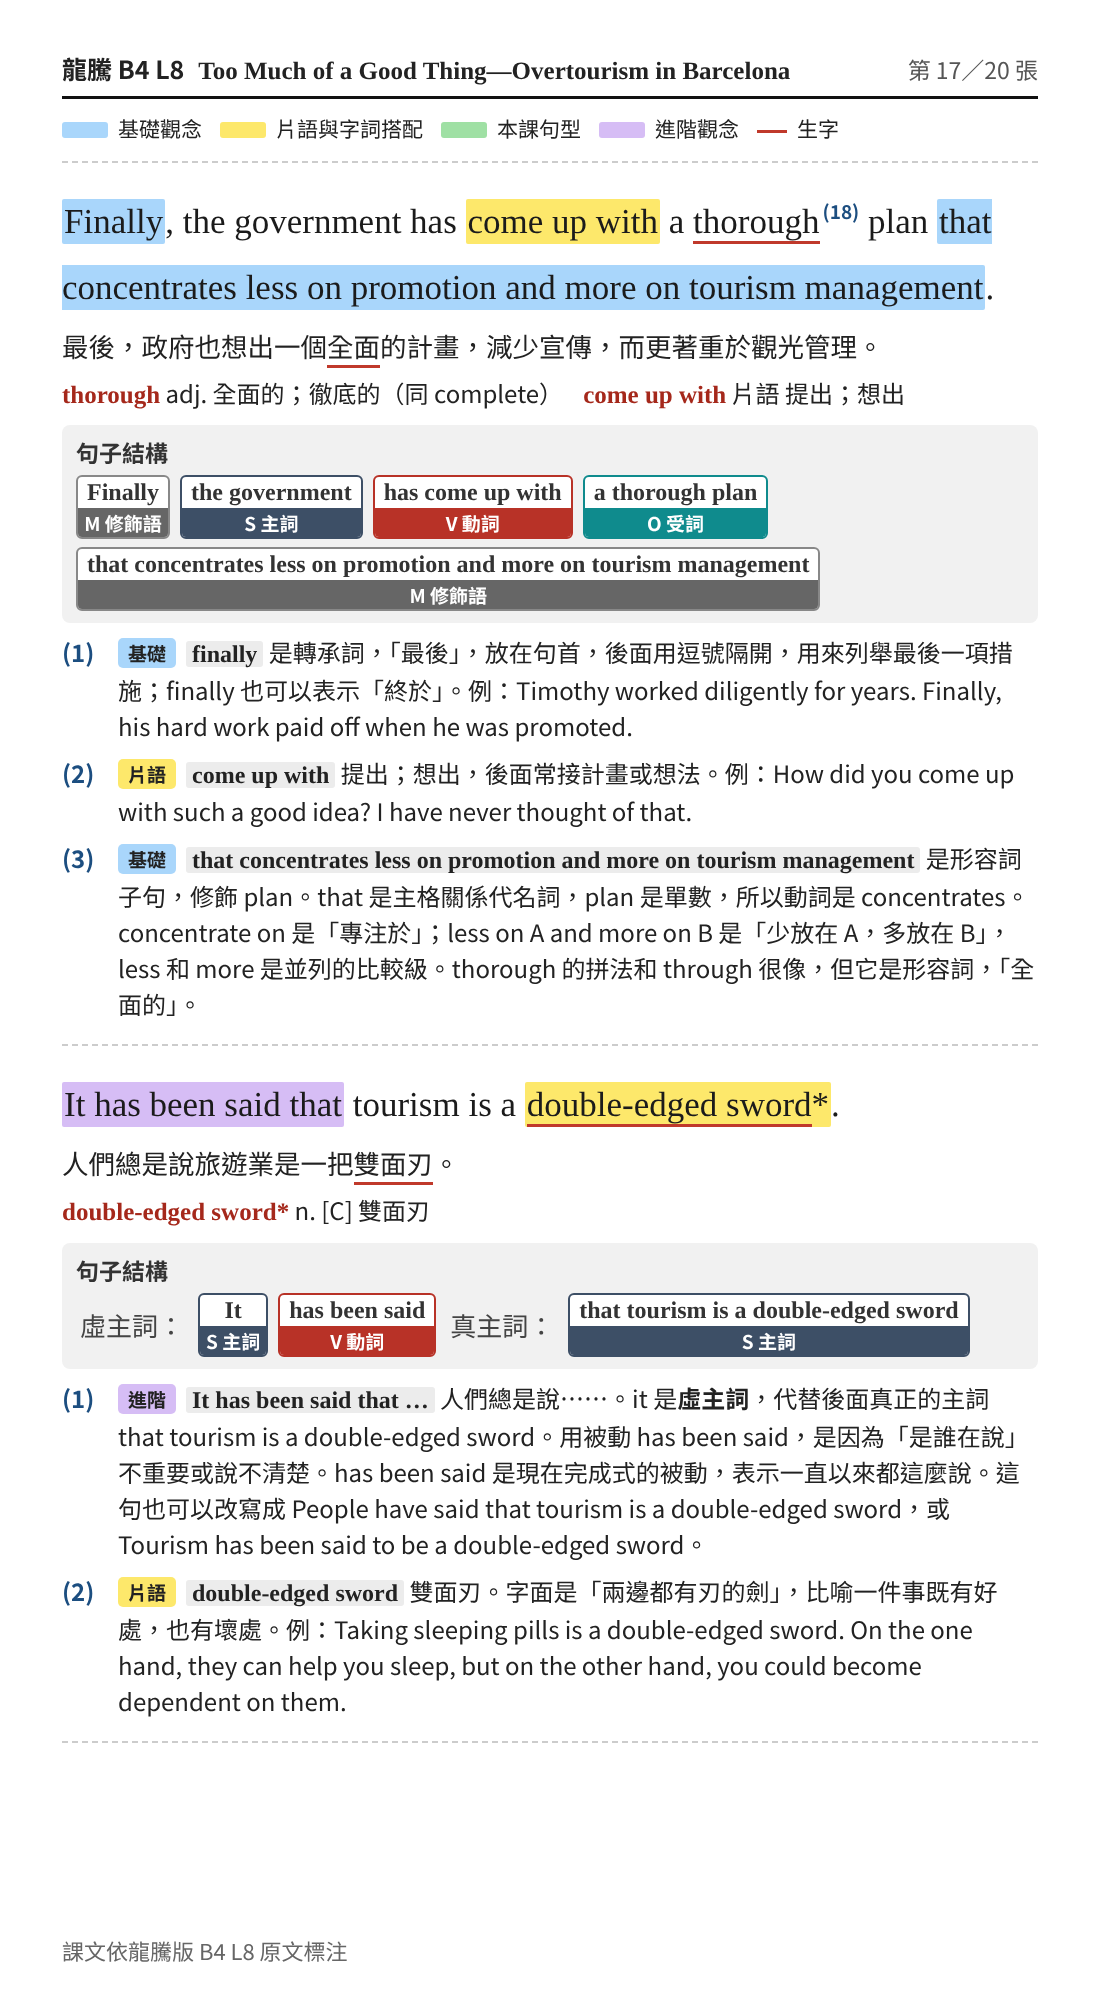 龍騰 B4 L8 Too Much of a Good Thing—Overtourism in Barcelona 第 17／20 張
基礎觀念 片語與字詞搭配 本課句型 進階觀念 生字
Finally, the government has come up with a thorough(18) plan that
concentrates less on promotion and more on tourism management.
最後，政府也想出一個全面的計畫，減少宣傳，而更著重於觀光管理。
thorough adj. 全面的；徹底的（同 complete） come up with 片語 提出；想出
句子結構
Finally the government has come up with a thorough plan
M 修飾語 S 主詞 V 動詞 O 受詞
that concentrates less on promotion and more on tourism management
M 修飾語
(1) 基礎 finally 是轉承詞，「最後」，放在句首，後面用逗號隔開，用來列舉最後一項措
施；finally 也可以表示「終於」。例：Timothy worked diligently for years. Finally,
his hard work paid off when he was promoted.
(2) 片語 come up with 提出；想出，後面常接計畫或想法。例：How did you come up
with such a good idea? I have never thought of that.
(3) 基礎 that concentrates less on promotion and more on tourism management 是形容詞
子句，修飾 plan。that 是主格關係代名詞，plan 是單數，所以動詞是 concentrates。
concentrate on 是「專注於」；less on A and more on B 是「少放在 A，多放在 B」，
less 和 more 是並列的比較級。thorough 的拼法和 through 很像，但它是形容詞，「全
面的」。
It has been said that tourism is a double-edged sword*.
人們總是說旅遊業是一把雙面刃。
double-edged sword* n. [C] 雙面刃
句子結構
虛主詞： It has been said 真主詞： that tourism is a double-edged sword
S 主詞 V 動詞 S 主詞
(1) 進階 It has been said that … 人們總是說……。it 是虛主詞，代替後面真正的主詞
that tourism is a double-edged sword。用被動 has been said，是因為「是誰在說」
不重要或說不清楚。has been said 是現在完成式的被動，表示一直以來都這麼說。這
句也可以改寫成 People have said that tourism is a double-edged sword，或
Tourism has been said to be a double-edged sword。
(2) 片語 double-edged sword 雙面刃。字面是「兩邊都有刃的劍」，比喻一件事既有好
處，也有壞處。例：Taking sleeping pills is a double-edged sword. On the one
hand, they can help you sleep, but on the other hand, you could become
dependent on them.
課文依龍騰版 B4 L8 原文標注